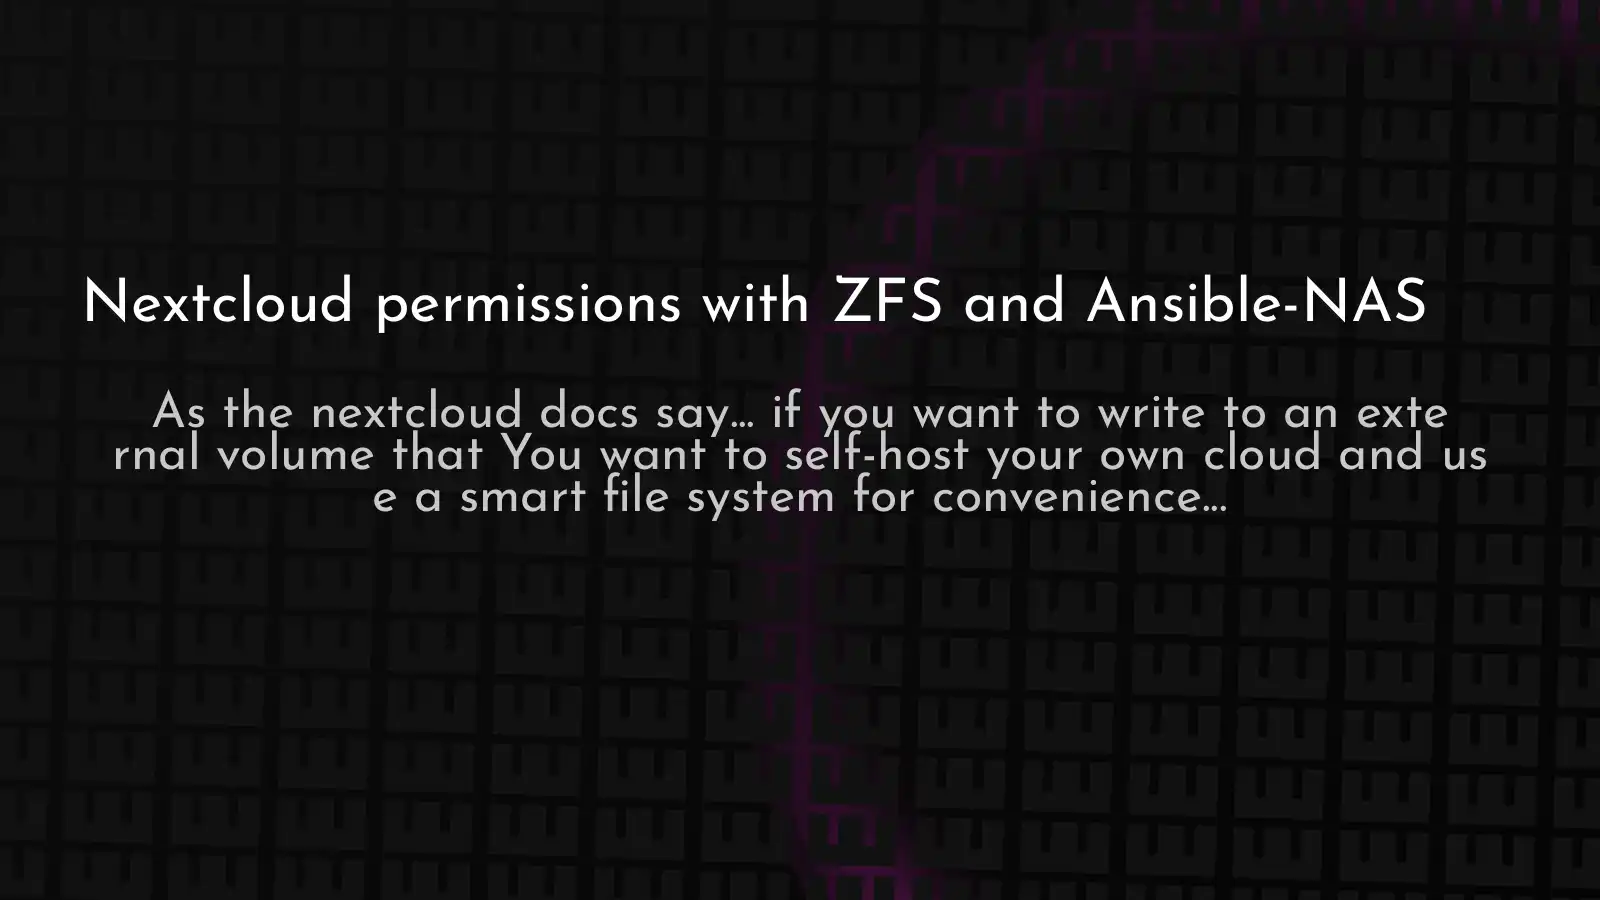 Nextcloud permissions with ZFS and Ansible-NAS
As the nextcloud docs say... if you want to write to an exte
rnal volume that You want to self-host your own cloud and us
e a smart file system for convenience...